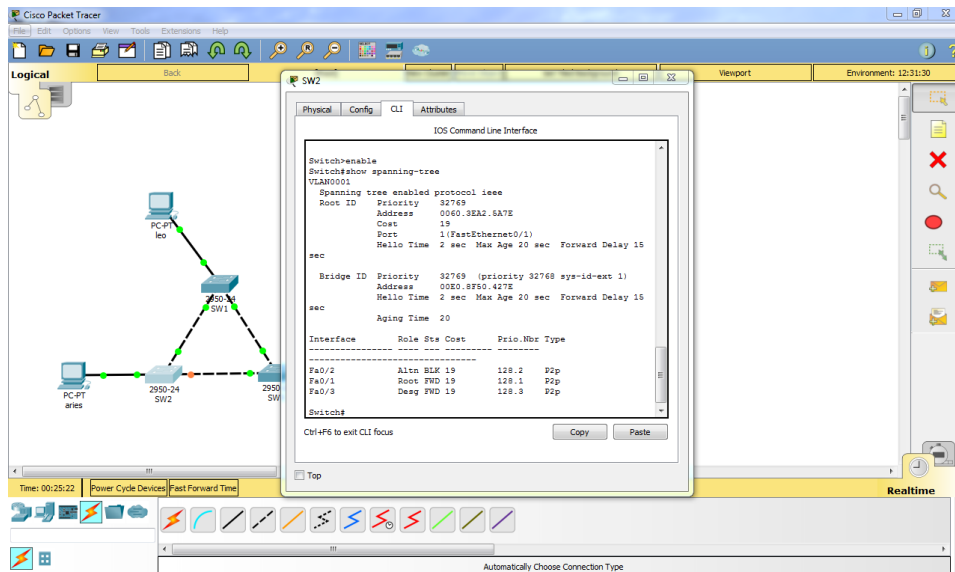 Cisco Packet Tracer
File Edit Options View Tools Extensions Help
Logical
Back
Viewport
Environment: 12:31:30
SW2
Physical Config CLI Attributes
IOS Command Line Interface
Switch>enable
Switch#show spanning-tree
VLAN0001
Spanning tree enabled protocol ieee
Root ID Priority 32769
Address 0060.3EA2.5A7E
Cost 19
Port 1(FastEthernet0/1)
Hello Time 2 sec Max Age 20 sec Forward Delay 15
sec
Bridge ID Priority 32769 (priority 32768 sys-id-ext 1)
Address 00E0.8F50.427E
Hello Time 2 sec Max Age 20 sec Forward Delay 15
sec
Aging Time 20
Interface Role Sts Cost Prio.Nbr Type
---------------- ---- --- --------- --------
--------------------------------
Fa0/2 Altn BLK 19 128.2 P2p
Fa0/1 Root FWD 19 128.1 P2p
Fa0/3 Desg FWD 19 128.3 P2p
Switch#
Ctrl+F6 to exit CLI focus
Copy
Paste
Top
PC-PT
leo
2950-24
SW1
PC-PT
aries
2950-24
SW2
2950
SW
Time: 00:25:22
Power Cycle Devices
Fast Forward Time
Realtime
Automatically Choose Connection Type